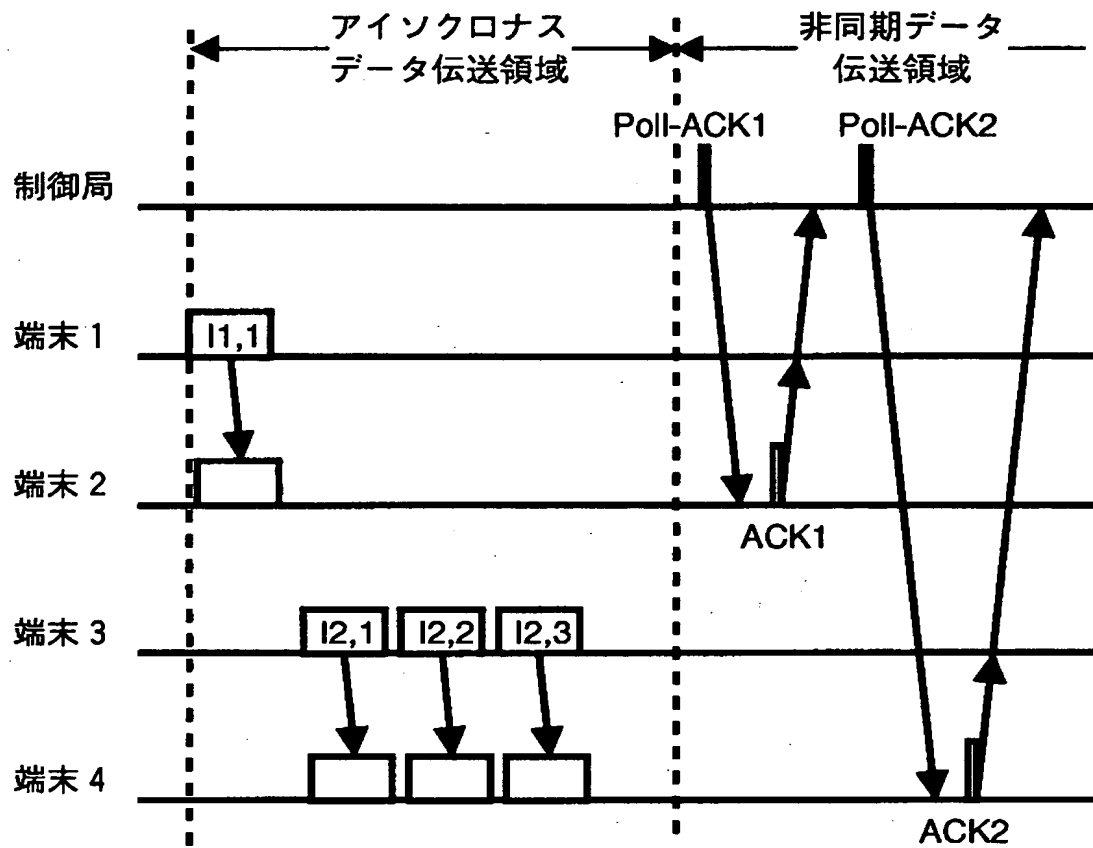 アイソクロナス
データ伝送領域
非同期データ
伝送領域
Poll-ACK1
Poll-ACK2
制御局
端末1
I1,1
端末2
ACK1
端末3
I2,1
I2,2
I2,3
端末4
ACK2